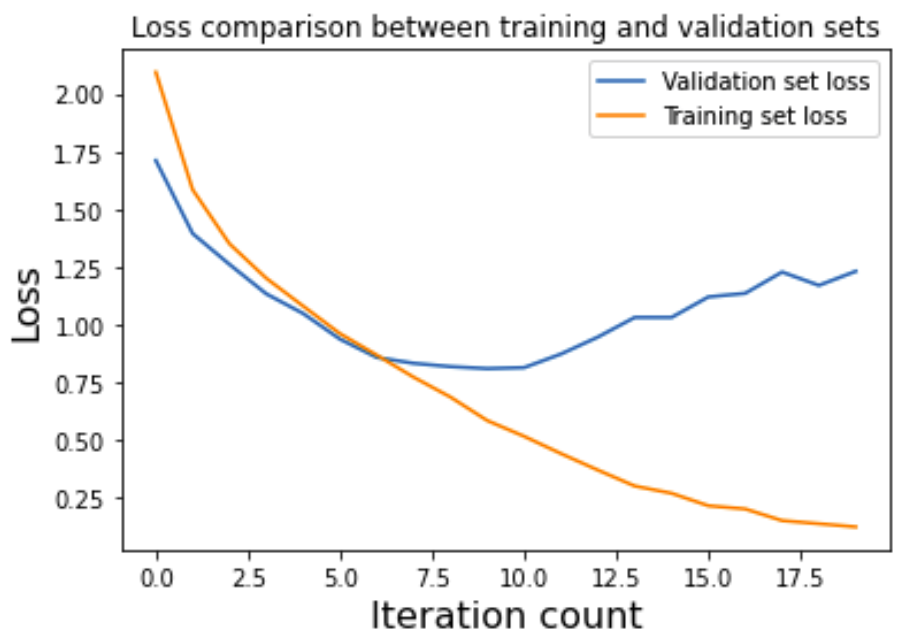 Loss comparison between training and validation sets
Validation set loss
Training set loss
Loss
2.00
1.75
1.50
1.25
1.00
0.75
0.50
0.25
0.0 2.5 5.0 7.5 10.0 12.5 15.0 17.5
Iteration count